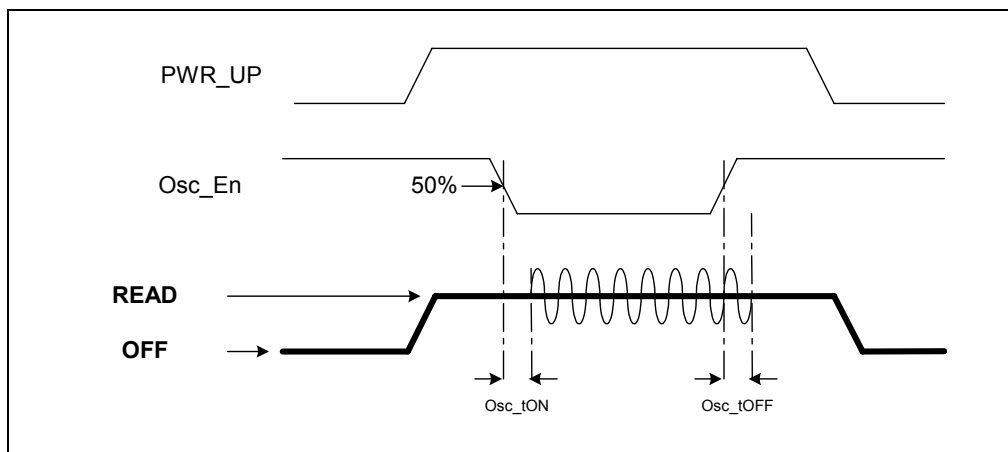 PWR_UP
Osc_En
50%
READ
OFF
Osc_tON
Osc_tOFF